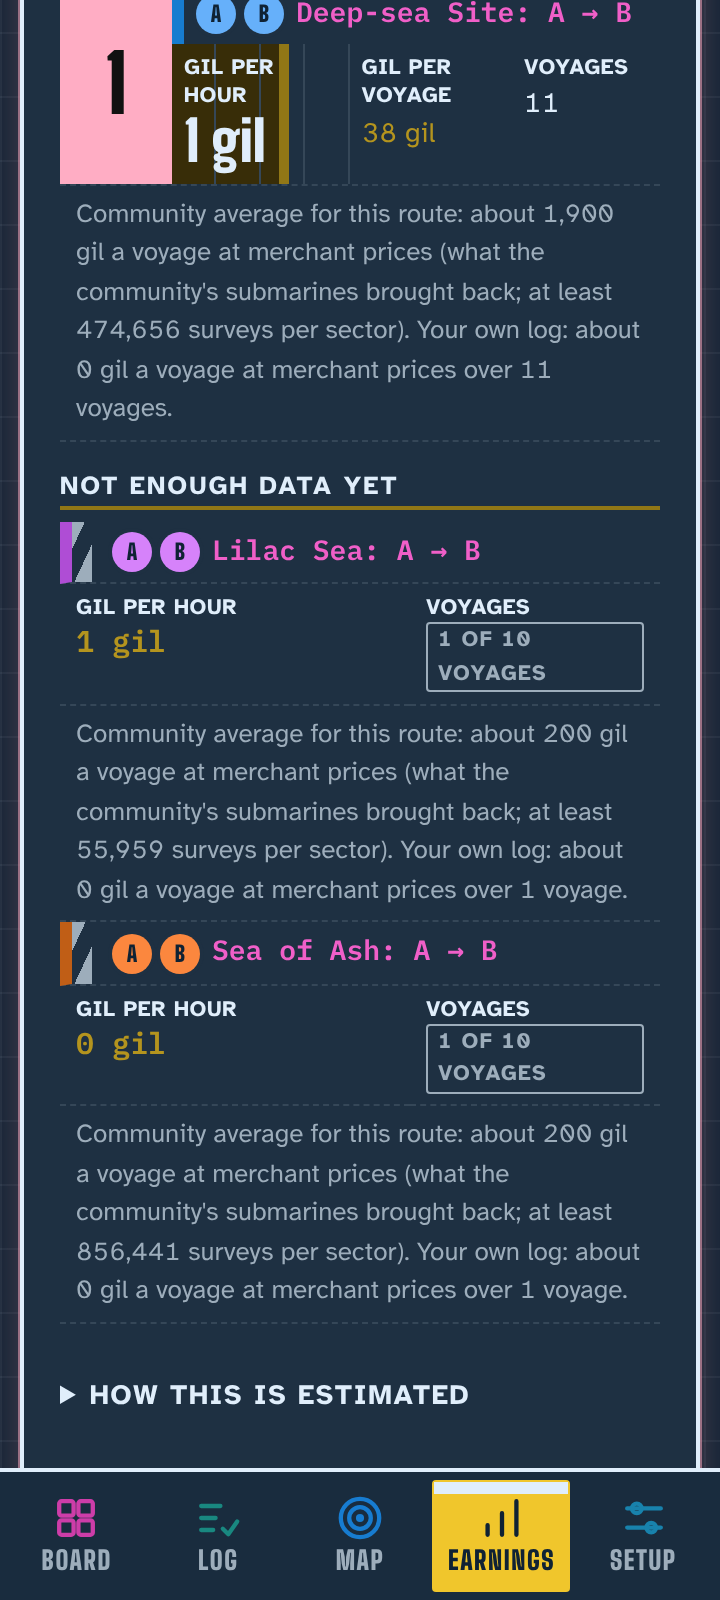 A B Deep-sea Site: A → B
1
GIL PER HOUR
1 gil
GIL PER VOYAGE
38 gil
VOYAGES
11
Community average for this route: about 1,900
gil a voyage at merchant prices (what the
community's submarines brought back; at least
474,656 surveys per sector). Your own log: about
0 gil a voyage at merchant prices over 11
voyages.
NOT ENOUGH DATA YET
A B Lilac Sea: A → B
GIL PER HOUR
1 gil
VOYAGES
1 OF 10
VOYAGES
Community average for this route: about 200 gil
a voyage at merchant prices (what the
community's submarines brought back; at least
55,959 surveys per sector). Your own log: about
0 gil a voyage at merchant prices over 1 voyage.
A B Sea of Ash: A → B
GIL PER HOUR
0 gil
VOYAGES
1 OF 10
VOYAGES
Community average for this route: about 200 gil
a voyage at merchant prices (what the
community's submarines brought back; at least
856,441 surveys per sector). Your own log: about
0 gil a voyage at merchant prices over 1 voyage.
▶ HOW THIS IS ESTIMATED
BOARD LOG MAP EARNINGS SETUP